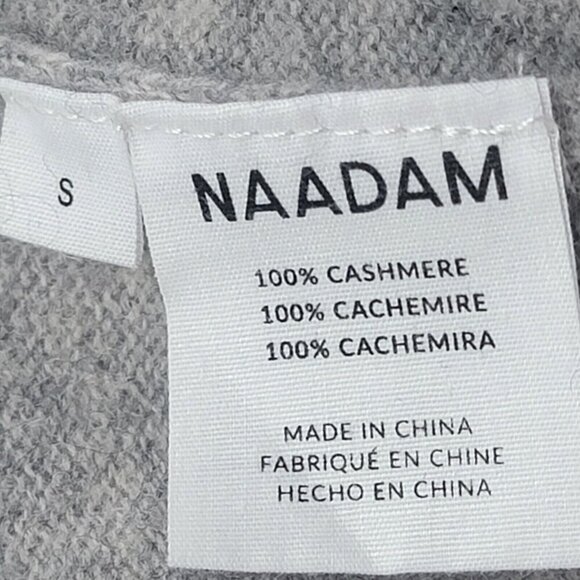 S
NAADAM
100% CASHMERE
100% CACHEMIRE
100% CACHEMIRA
MADE IN CHINA
FABRIQUÉ EN CHINE
HECHO EN CHINA